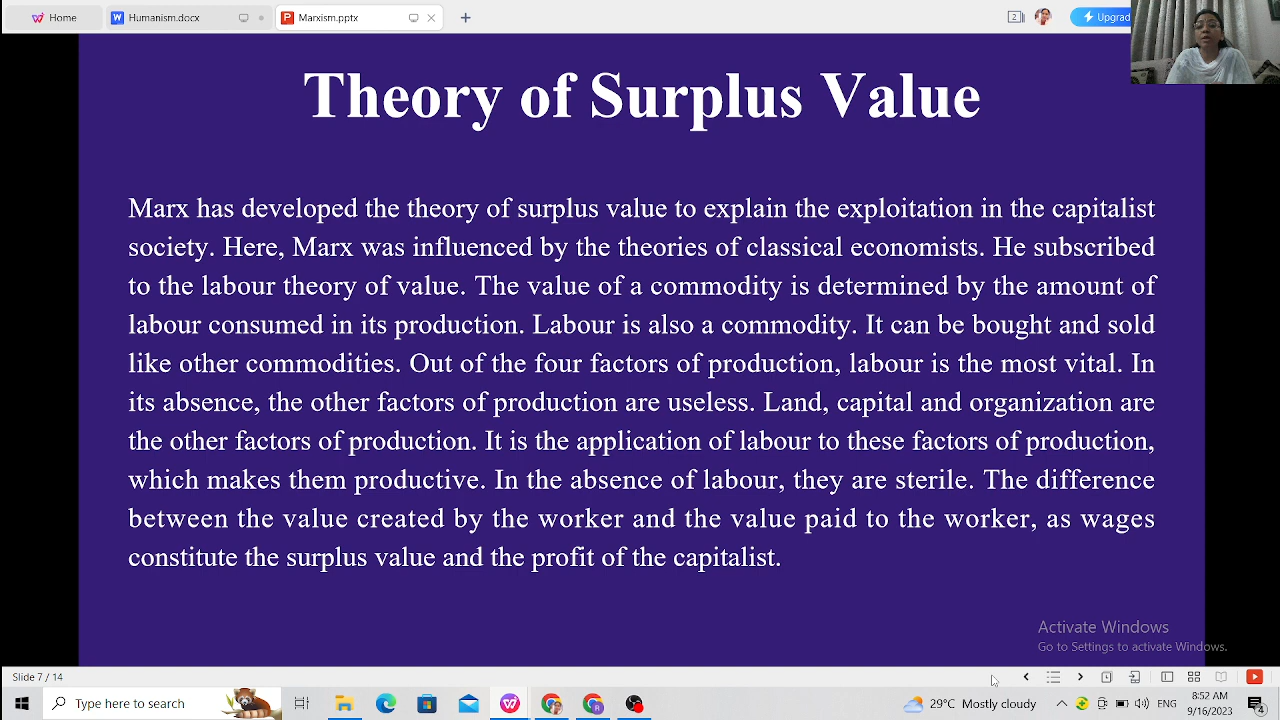 Home
Humanism.docx
Marxism.pptx
2
Upgrad
Theory of Surplus Value
Marx has developed the theory of surplus value to explain the exploitation in the capitalist
society. Here, Marx was influenced by the theories of classical economists. He subscribed
to the labour theory of value. The value of a commodity is determined by the amount of
labour consumed in its production. Labour is also a commodity. It can be bought and sold
like other commodities. Out of the four factors of production, labour is the most vital. In
its absence, the other factors of production are useless. Land, capital and organization are
the other factors of production. It is the application of labour to these factors of production,
which makes them productive. In the absence of labour, they are sterile. The difference
between the value created by the worker and the value paid to the worker, as wages
constitute the surplus value and the profit of the capitalist.
Activate Windows
Go to Settings to activate Windows.
Slide 7 / 14
Type here to search
29°C Mostly cloudy
8:52 AM
9/16/2023
4